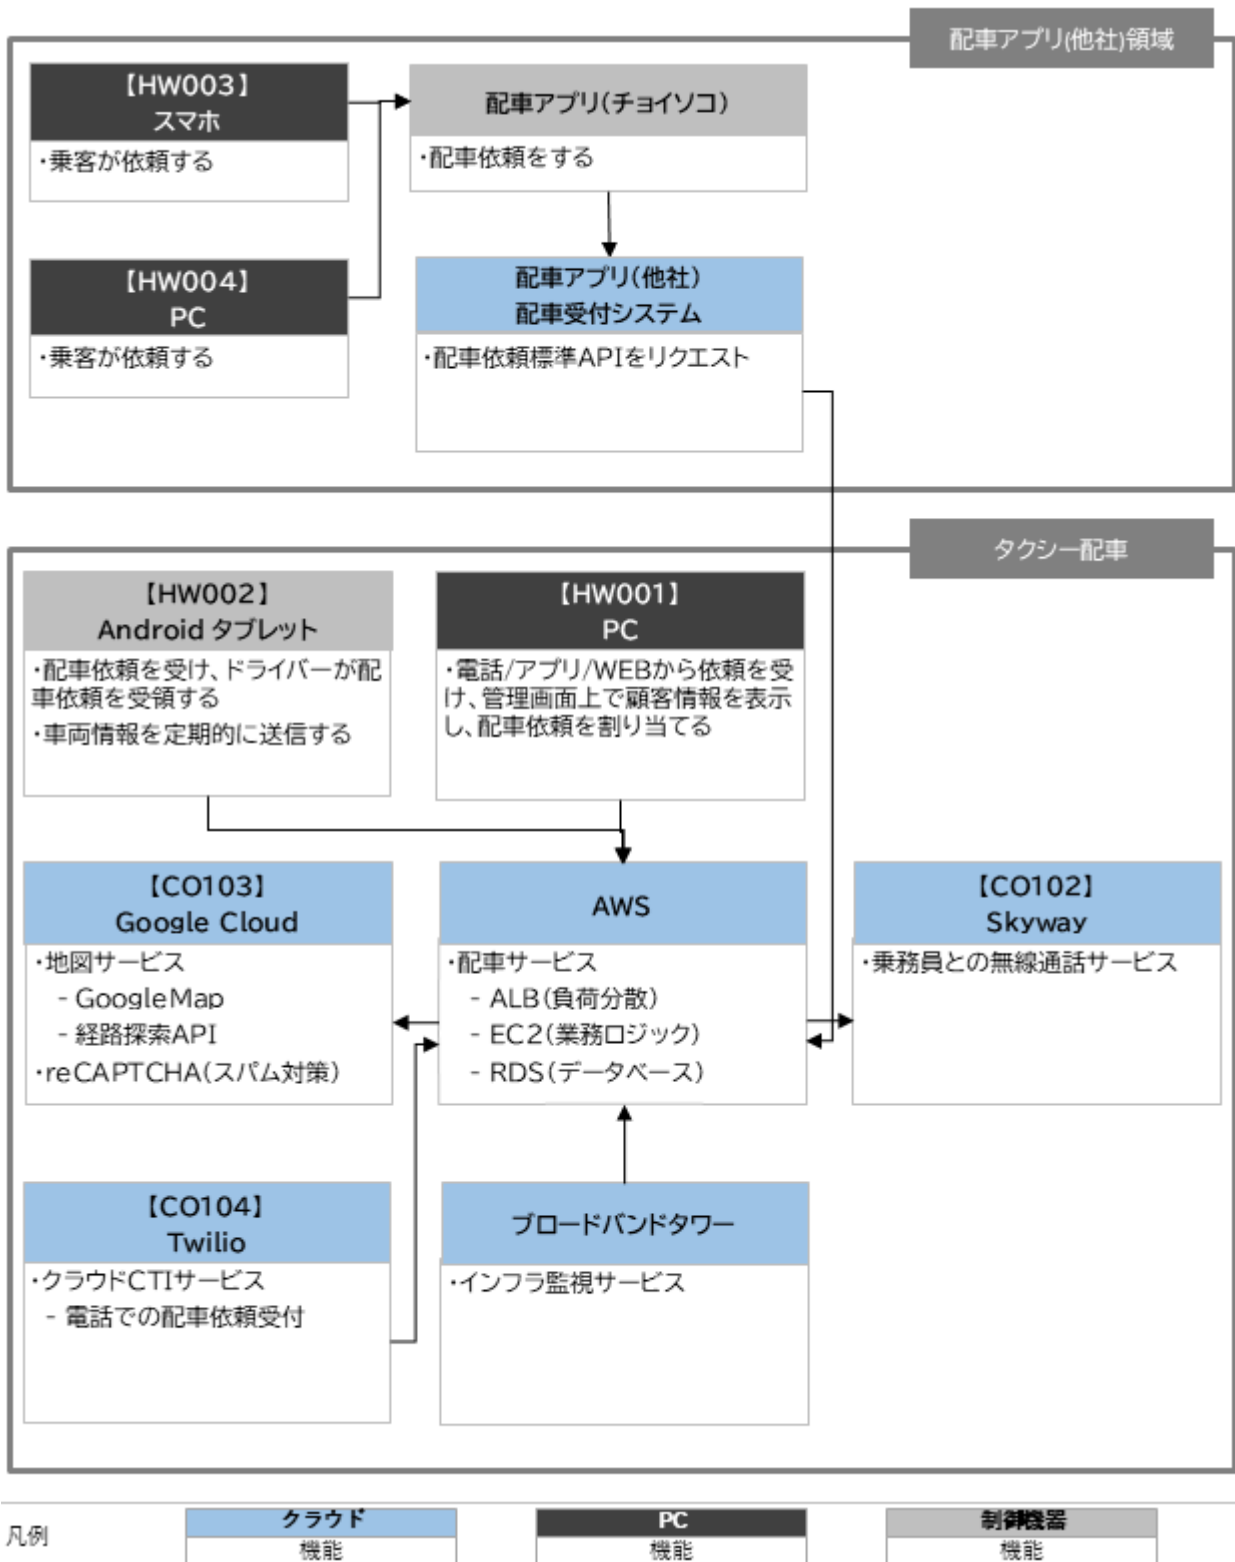 配車アプリ(他社)領域
【HW003】
スマホ
・乗客が依頼する
配車アプリ(チョイソコ)
・配車依頼をする
【HW004】
PC
・乗客が依頼する
配車アプリ(他社)
配車受付システム
・配車依頼標準APIをリクエスト
タクシー配車
【HW002】
Android タブレット
・配車依頼を受け、ドライバーが配
車依頼を受領する
・車両情報を定期的に送信する
【HW001】
PC
・電話/アプリ/WEBから依頼を受
け、管理画面上で顧客情報を表示
し、配車依頼を割り当てる
【CO103】
Google Cloud
・地図サービス
- GoogleMap
- 経路探索API
・reCAPTCHA(スパム対策)
AWS
・配車サービス
- ALB(負荷分散)
- EC2(業務ロジック)
- RDS(データベース)
【CO102】
Skyway
・乗務員との無線通話サービス
【CO104】
Twilio
・クラウドCTIサービス
- 電話での配車依頼受付
ブロードバンドタワー
・インフラ監視サービス
凡例
クラウド
機能
PC
機能
制御機器
機能